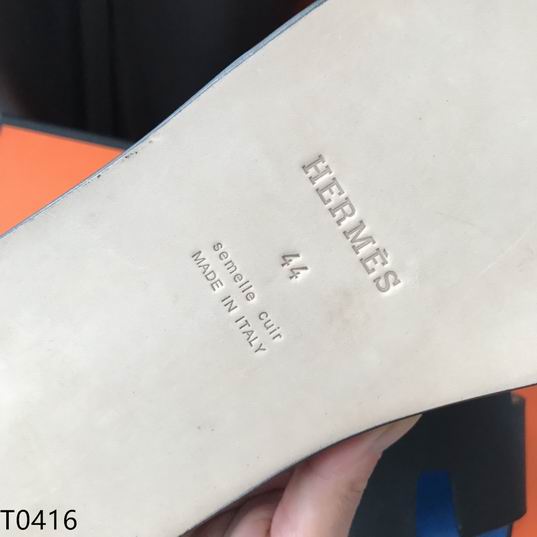 HERMÈS
44
semelle cuir
MADE IN ITALY
T0416